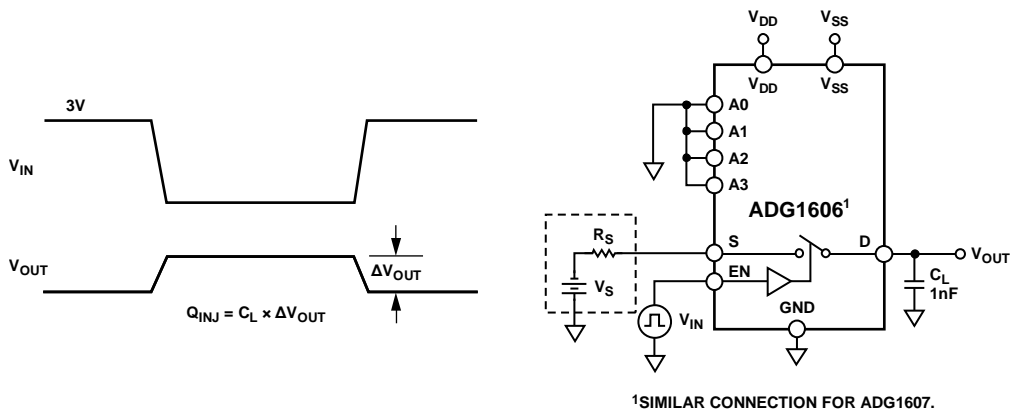 3V
V_IN
V_OUT
ΔV_OUT
Q_INJ = C_L × ΔV_OUT
V_DD
V_SS
V_DD
V_SS
A0
A1
A2
A3
ADG1606¹
R_S
S
D
V_OUT
EN
V_S
C_L
1nF
GND
V_IN
¹SIMILAR CONNECTION FOR ADG1607.